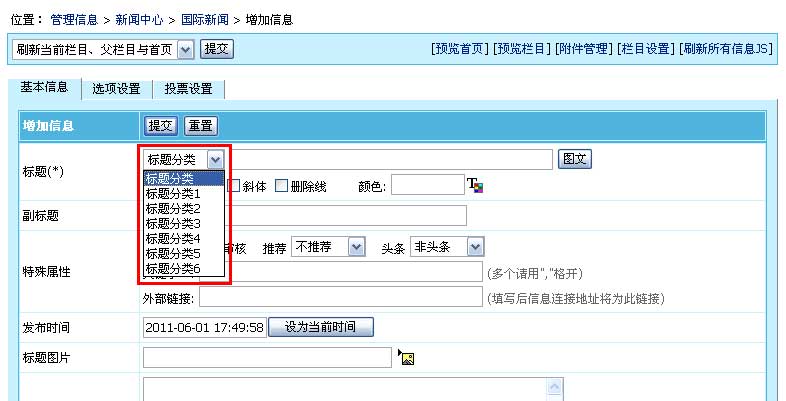 位置： 管理信息 > 新闻中心 > 国际新闻 > 增加信息
刷新当前栏目、父栏目与首页 提交 [预览首页] [预览栏目] [附件管理] [栏目设置] [刷新所有信息JS]
基本信息 选项设置 投票设置
增加信息 提交 重置
标题(*) 标题分类 图文
标题分类
标题分类1
标题分类2
标题分类3
标题分类4
标题分类5
标题分类6
斜体 删除线 颜色: T
副标题
特殊属性 审核 推荐 不推荐 头条 非头条
(多个请用","格开)
外部链接: (填写后信息连接地址将为此链接)
发布时间 2011-06-01 17:49:58 设为当前时间
标题图片